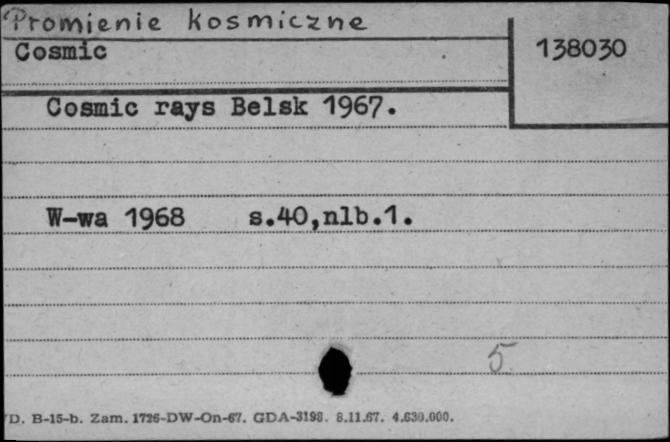 Promienie kosmiczne
Cosmic
138030
Cosmic rays Belsk 1967.
W-wa 1968 s.40,nlb.1.
5
D. B-15-b. Zam. 1726-DW-On-67. GDA-3198. 8.11.67. 4.630.000.